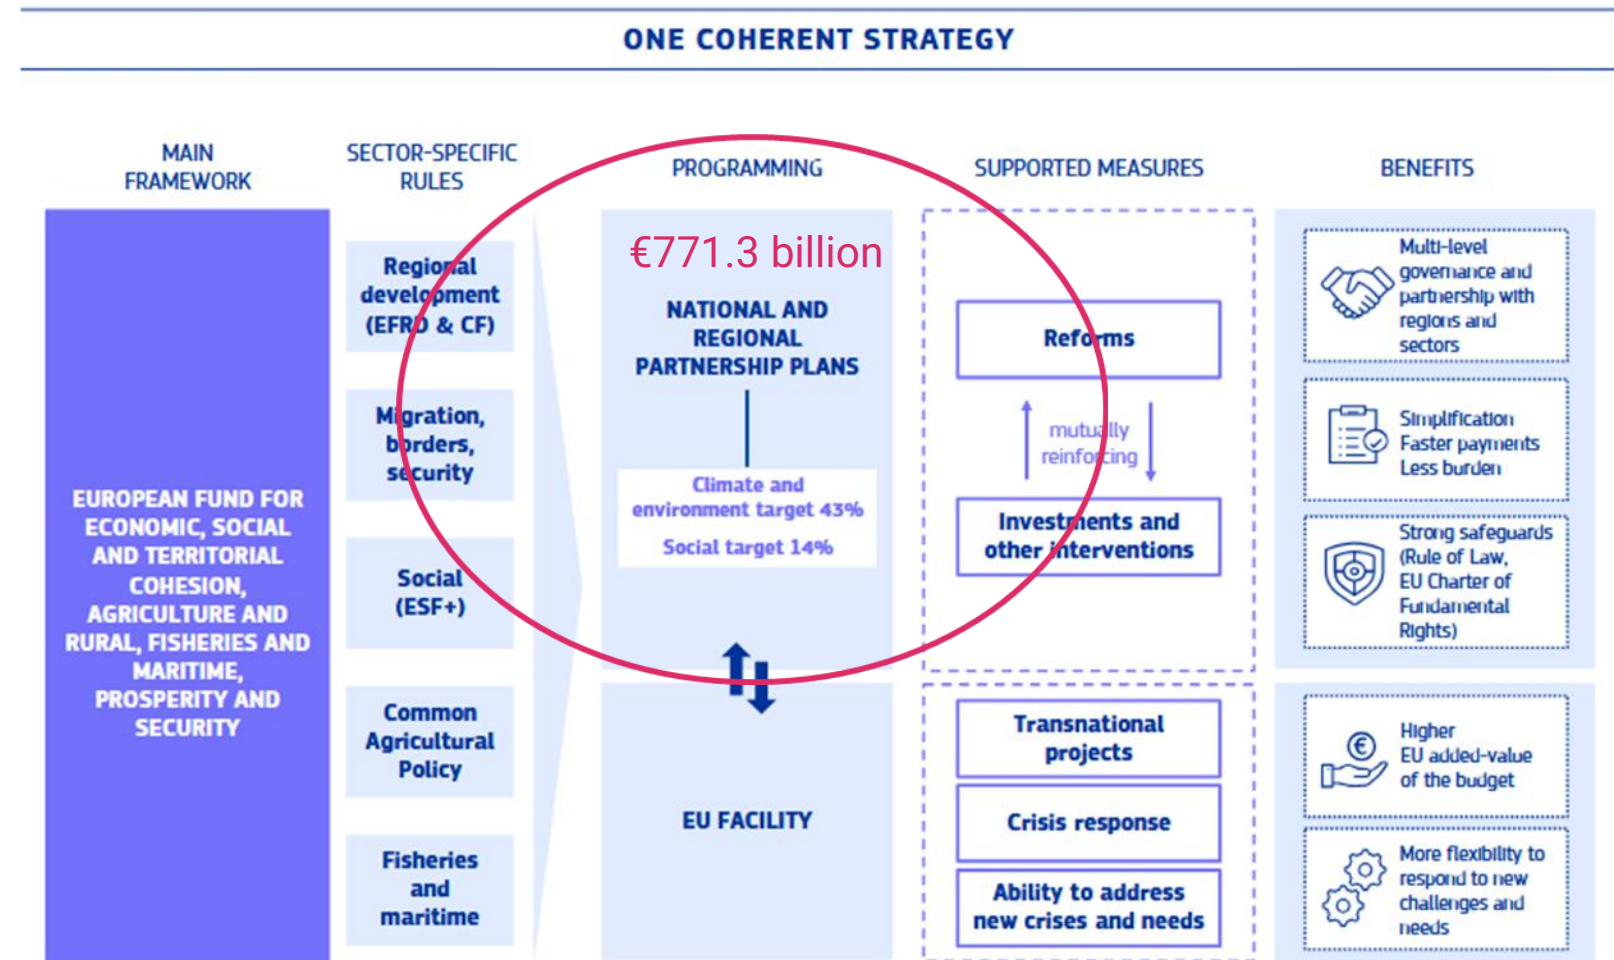 ONE COHERENT STRATEGY
MAIN
FRAMEWORK
SECTOR-SPECIFIC
RULES
PROGRAMMING
SUPPORTED MEASURES
BENEFITS
EUROPEAN FUND FOR
ECONOMIC, SOCIAL
AND TERRITORIAL
COHESION,
AGRICULTURE AND
RURAL, FISHERIES AND
MARITIME,
PROSPERITY AND
SECURITY
Regional
development
(EFRD & CF)
Migration,
borders,
security
Social
(ESF+)
Common
Agricultural
Policy
Fisheries
and
maritime
€771.3 billion
NATIONAL AND
REGIONAL
PARTNERSHIP PLANS
Climate and
environment target 43%
Social target 14%
EU FACILITY
Reforms
mutually
reinforcing
Investments and
other interventions
Transnational
projects
Crisis response
Ability to address
new crises and needs
Multi-level
governance and
partnership with
regions and
sectors
Simplification
Faster payments
Less burden
Strong safeguards
(Rule of Law,
EU Charter of
Fundamental
Rights)
Higher
EU added-value
of the budget
More flexibility to
respond to new
challenges and
needs